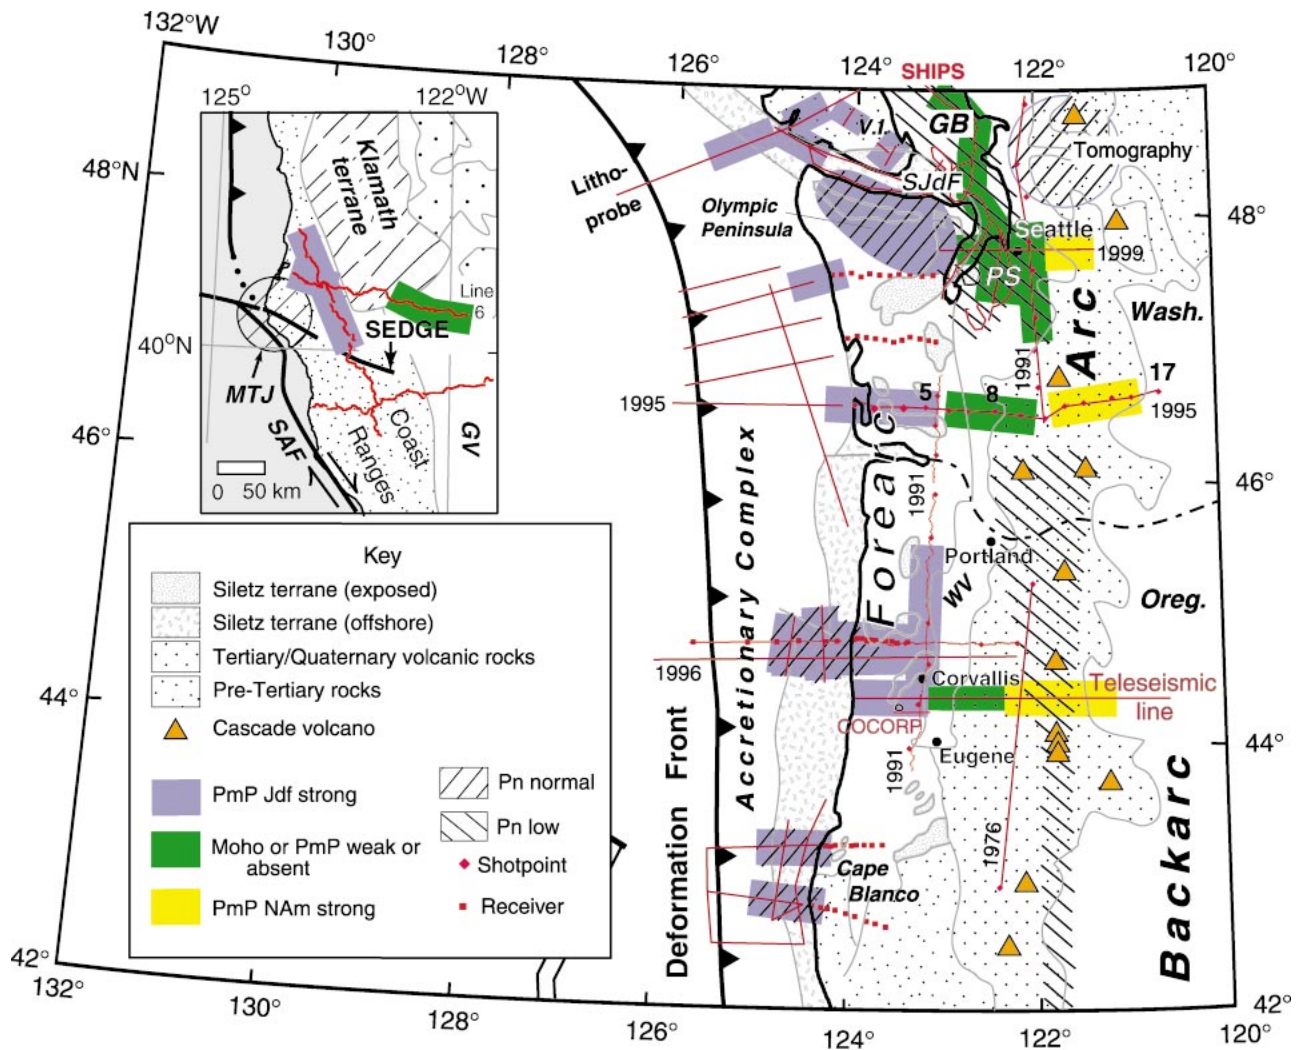 132°W
130°
128°
126°
124°
122°
120°
SHIPS
125°
122°W
48°N
Klamath
terrane
Line
6
SEDGE
40°N
MTJ
SAF
Coast
Ranges
GV
0 50 km
V.I.
GB
Tomography
Litho-
probe
SJdF
Olympic
Peninsula
48°
Seattle
1999
PS
Arc
Wash.
1991
17
1995
5
8
1995
46°
46°
Forearc
1991
Accretionary Complex
Portland
WV
Oreg.
1996
Corvallis
Teleseismic
line
COCORP
44°
44°
Eugene
1991
1976
Deformation Front
Cape
Blanco
Backarc
Key
Siletz terrane (exposed)
Siletz terrane (offshore)
Tertiary/Quaternary volcanic rocks
Pre-Tertiary rocks
Cascade volcano
PmP Jdf strong
Moho or PmP weak or
absent
PmP NAm strong
Pn normal
Pn low
Shotpoint
Receiver
42°
42°
132°
130°
128°
126°
124°
122°
120°